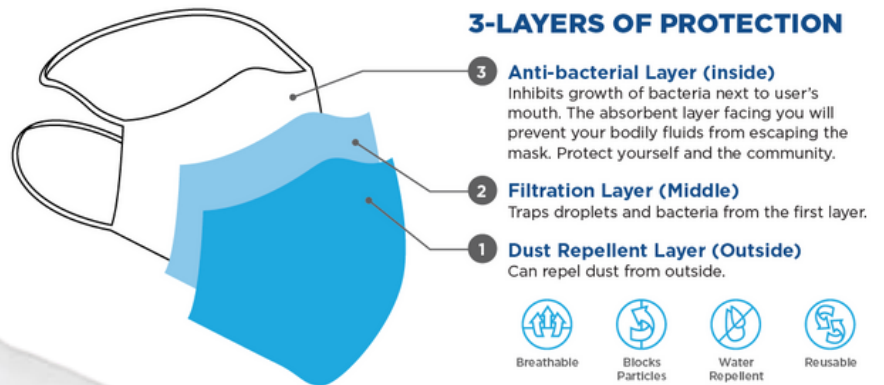 3-LAYERS OF PROTECTION
3
Anti-bacterial Layer (inside)
Inhibits growth of bacteria next to user's
mouth. The absorbent layer facing you will
prevent your bodily fluids from escaping the
mask. Protect yourself and the community.
2
Filtration Layer (Middle)
Traps droplets and bacteria from the first layer.
1
Dust Repellent Layer (Outside)
Can repel dust from outside.
Breathable
Blocks
Particles
Water
Repellent
Reusable